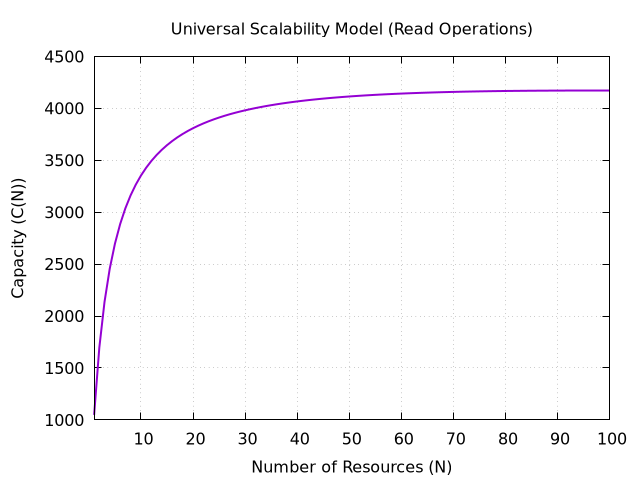 Universal Scalability Model (Read Operations)
4500
4000
3500
3000
2500
2000
1500
1000
Capacity (C(N))
10 20 30 40 50 60 70 80 90 100
Number of Resources (N)